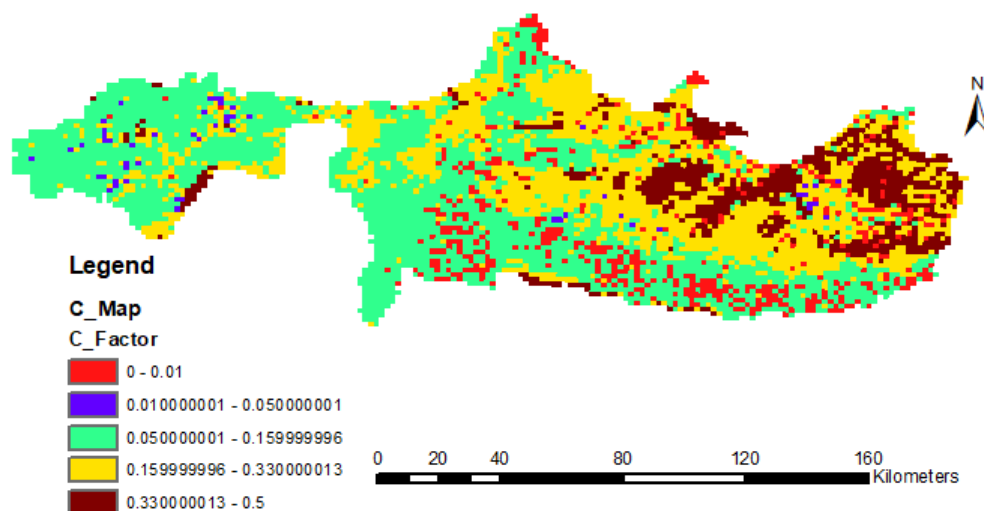 N
Legend
C_Map
C_Factor
0 - 0.01
0.010000001 - 0.050000001
0.050000001 - 0.159999996
0.159999996 - 0.330000013
0.330000013 - 0.5
0 20 40 80 120 160
Kilometers